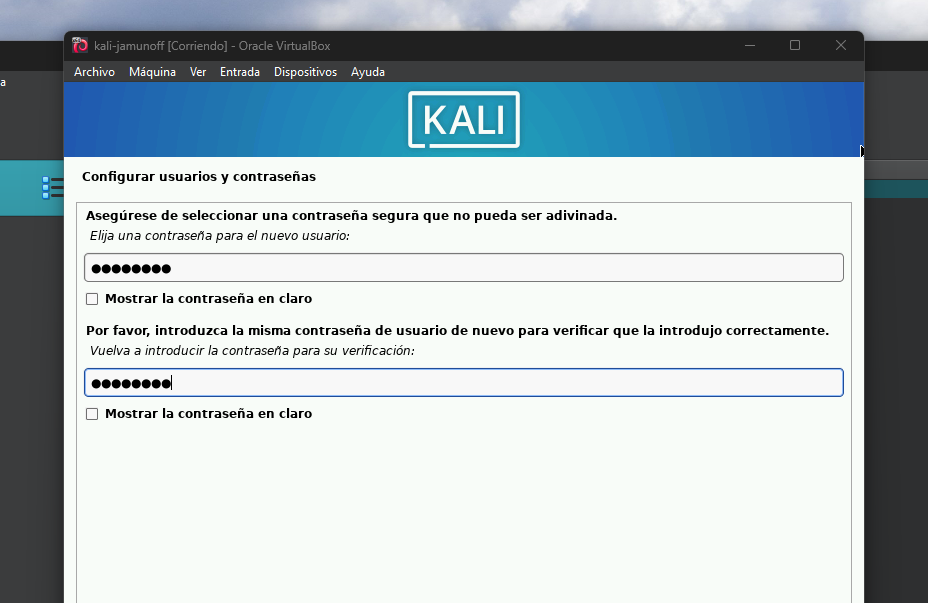 kali-jamunoff [Corriendo] - Oracle VirtualBox
Archivo Máquina Ver Entrada Dispositivos Ayuda
a
KALI
Configurar usuarios y contraseñas
Asegúrese de seleccionar una contraseña segura que no pueda ser adivinada.
Elija una contraseña para el nuevo usuario:
●●●●●●●●
Mostrar la contraseña en claro
Por favor, introduzca la misma contraseña de usuario de nuevo para verificar que la introdujo correctamente.
Vuelva a introducir la contraseña para su verificación:
●●●●●●●●
Mostrar la contraseña en claro